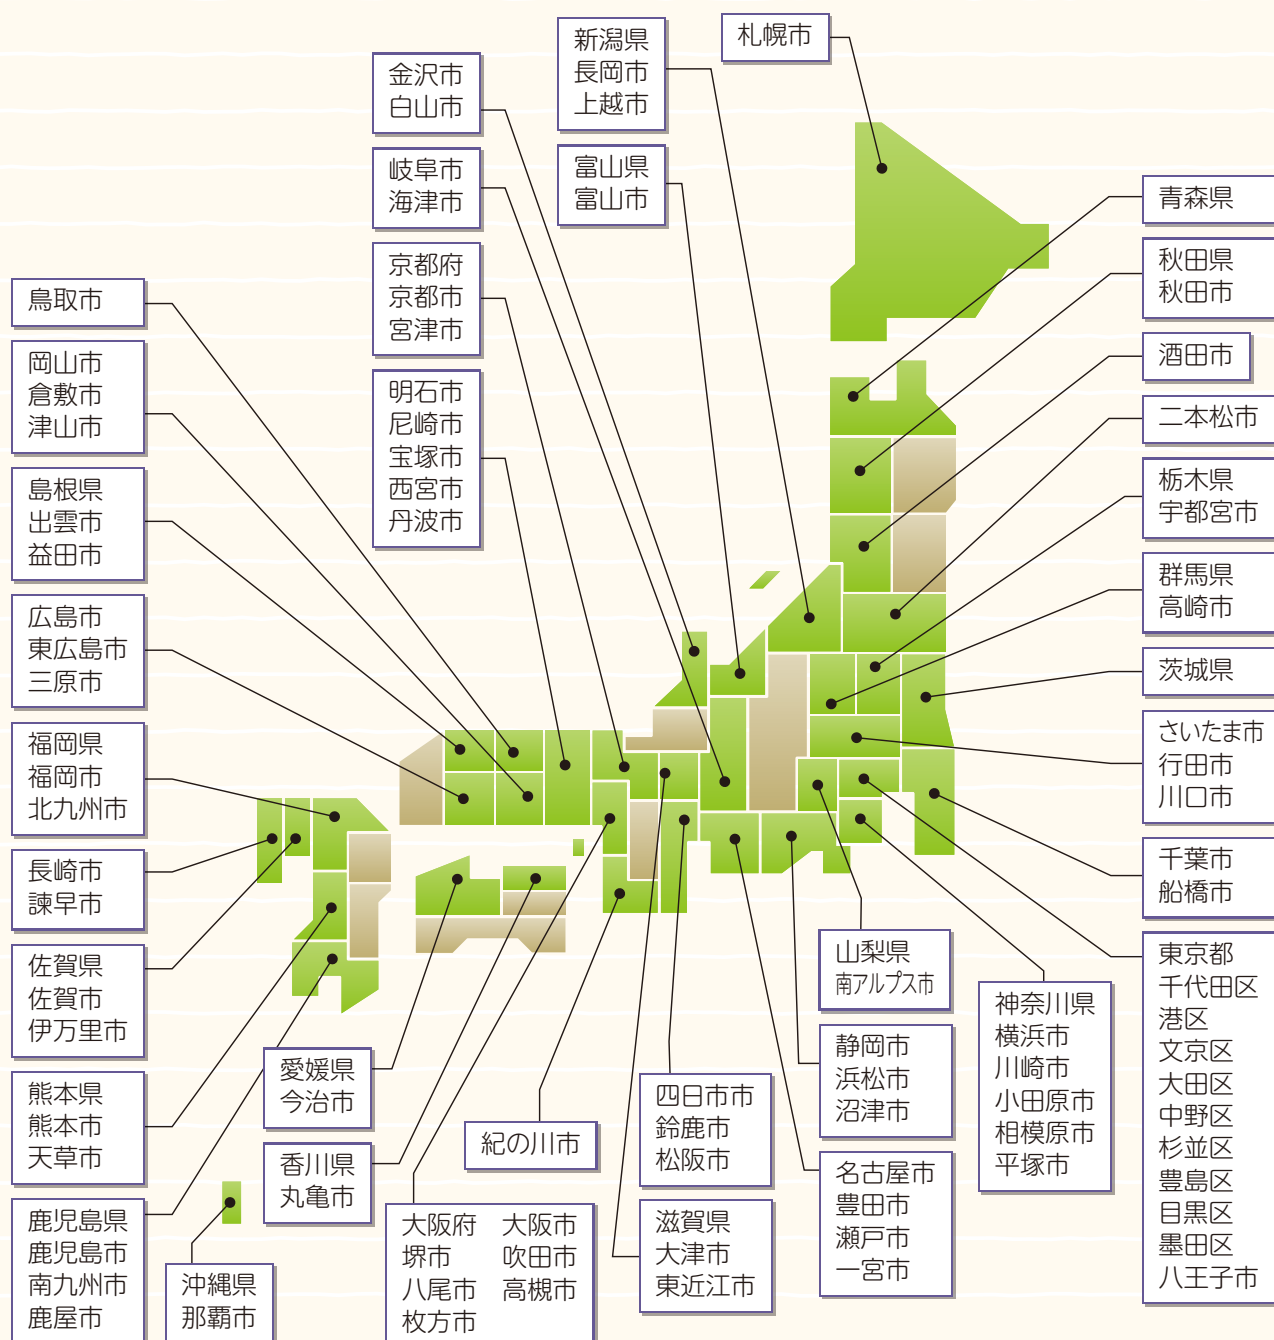 札幌市
新潟県
長岡市
上越市
金沢市
白山市
富山県
富山市
岐阜市
海津市
京都府
京都市
宮津市
明石市
尼崎市
宝塚市
西宮市
丹波市
鳥取市
岡山市
倉敷市
津山市
島根県
出雲市
益田市
広島市
東広島市
三原市
福岡県
福岡市
北九州市
長崎市
諫早市
佐賀県
佐賀市
伊万里市
熊本県
熊本市
天草市
鹿児島県
鹿児島市
南九州市
鹿屋市
沖縄県
那覇市
愛媛県
今治市
香川県
丸亀市
大阪府 大阪市
堺市 吹田市
八尾市 高槻市
枚方市
紀の川市
四日市市
鈴鹿市
松阪市
滋賀県
大津市
東近江市
山梨県
南アルプス市
静岡市
浜松市
沼津市
名古屋市
豊田市
瀬戸市
一宮市
神奈川県
横浜市
川崎市
小田原市
相模原市
平塚市
青森県
秋田県
秋田市
酒田市
二本松市
栃木県
宇都宮市
群馬県
高崎市
茨城県
さいたま市
行田市
川口市
千葉市
船橋市
東京都
千代田区
港区
文京区
大田区
中野区
杉並区
豊島区
目黒区
墨田区
八王子市